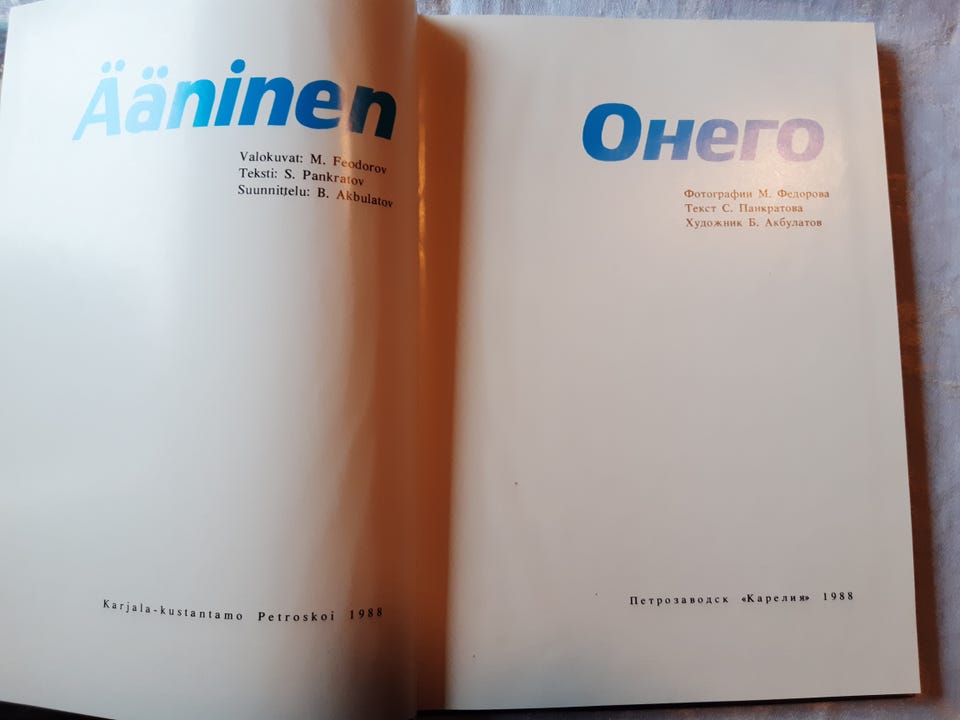 Ääninen
Valokuvat: M. Feodorov
Teksti: S. Pankratov
Suunnittelu: B. Akbulatov
Karjala-kustantamo Petroskoi 1988
Онего
Фотографии М. Федорова
Текст С. Панкратова
Художник Б. Акбулатов
Петрозаводск «Карелия» 1988